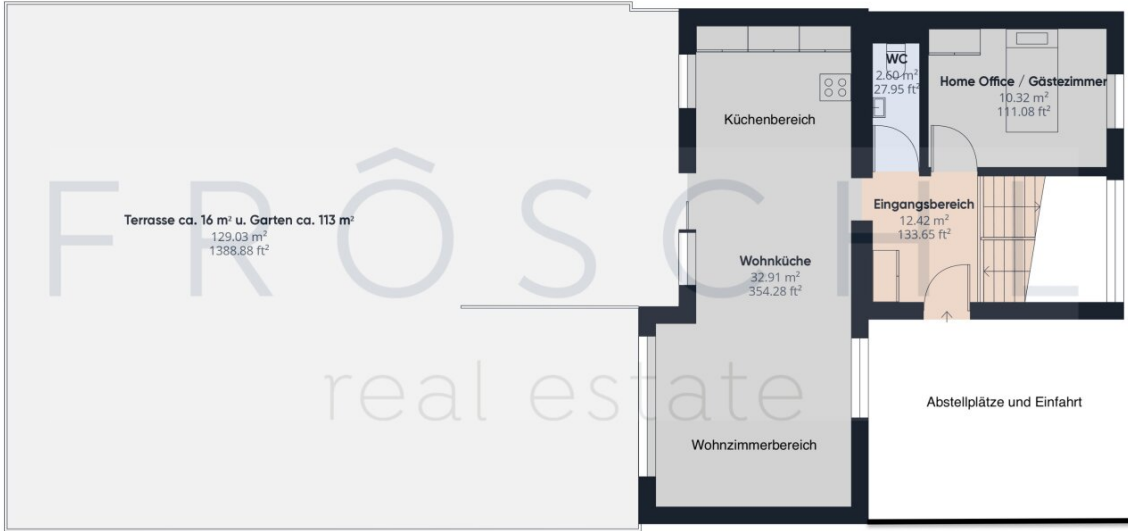 WC
2.60 m²
27.95 ft²
Home Office / Gästezimmer
10.32 m²
111.08 ft²
Küchenbereich
Terrasse ca. 16 m² u. Garten ca. 113 m²
129.03 m²
1388.88 ft²
Eingangsbereich
12.42 m²
133.65 ft²
Wohnküche
32.91 m²
354.28 ft²
FRÔSCHL
real estate
Abstellplätze und Einfahrt
Wohnzimmerbereich